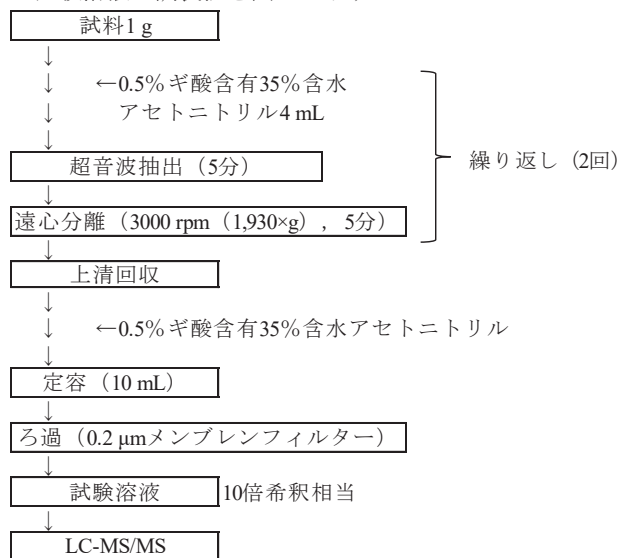 試料1 g
↓
↓ ←0.5%ギ酸含有35%含水
↓ アセトニトリル4 mL
↓
超音波抽出（5分）
繰り返し（2回）
↓
遠心分離（3000 rpm（1,930×g）, 5分）
↓
上清回収
↓
↓ ←0.5%ギ酸含有35%含水アセトニトリル
↓
定容（10 mL）
↓
ろ過（0.2 μmメンブレンフィルター）
↓
試験溶液 10倍希釈相当
↓
LC-MS/MS